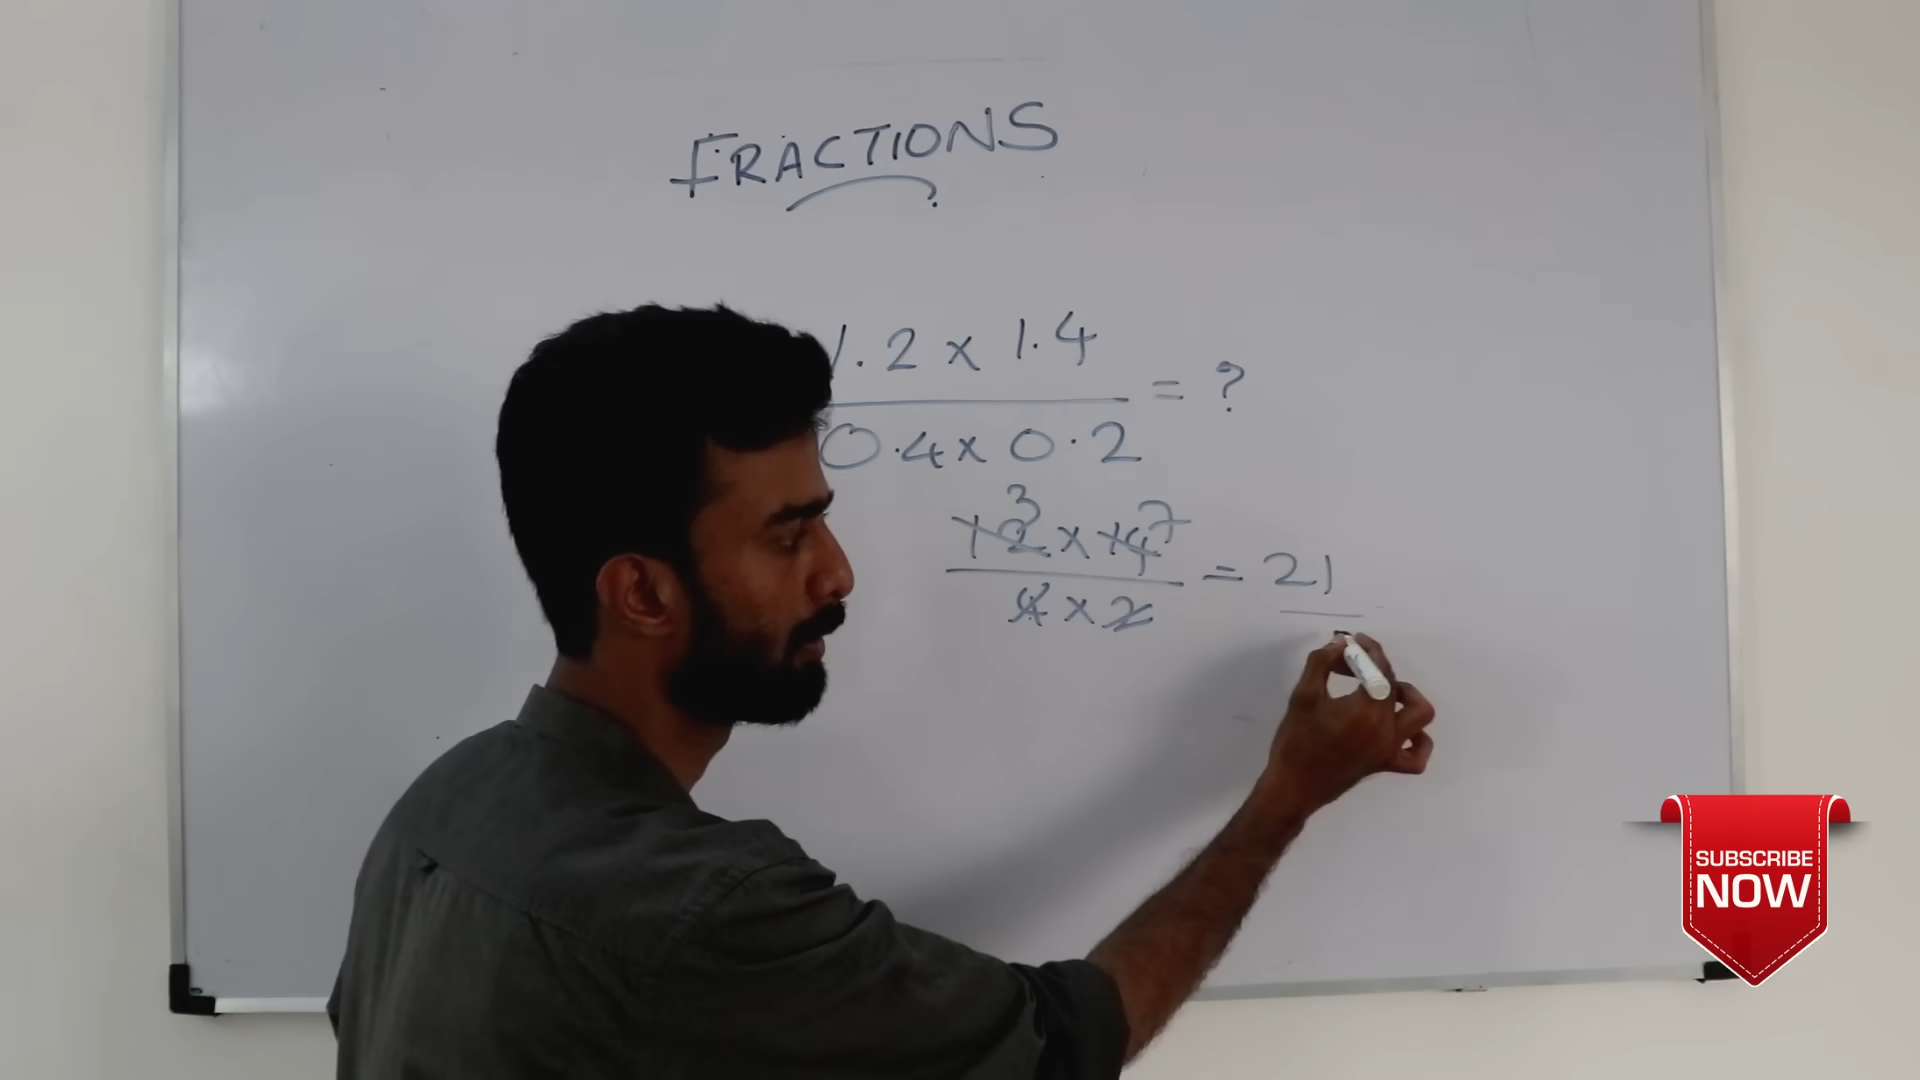 FRACTIONS
1.2 x 1.4
0.4 x 0.2
= ?
3 7
12 x 14
4 x 2
= 21
SUBSCRIBE
NOW